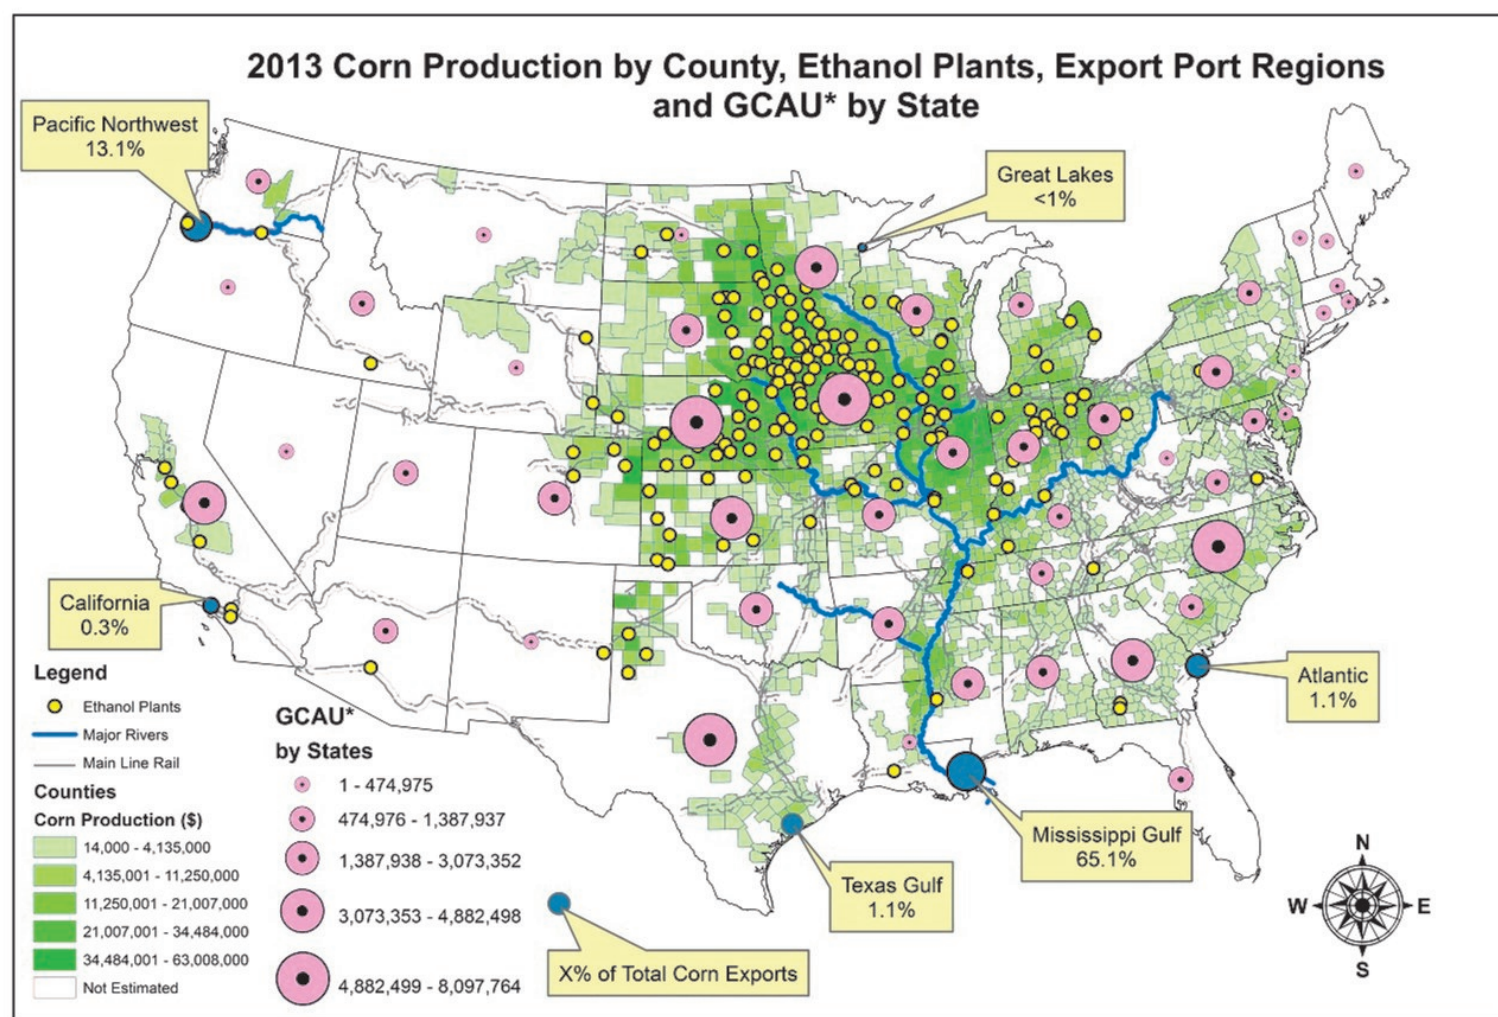 2013 Corn Production by County, Ethanol Plants, Export Port Regions
and GCAU* by State
Pacific Northwest
13.1%
Great Lakes
<1%
California
0.3%
Atlantic
1.1%
Mississippi Gulf
65.1%
Texas Gulf
1.1%
X% of Total Corn Exports
Legend
Ethanol Plants
Major Rivers
Main Line Rail
Counties
Corn Production ($)
14,000 - 4,135,000
4,135,001 - 11,250,000
11,250,001 - 21,007,000
21,007,001 - 34,484,000
34,484,001 - 63,008,000
Not Estimated
GCAU*
by States
1 - 474,975
474,976 - 1,387,937
1,387,938 - 3,073,352
3,073,353 - 4,882,498
4,882,499 - 8,097,764
N
W
E
S